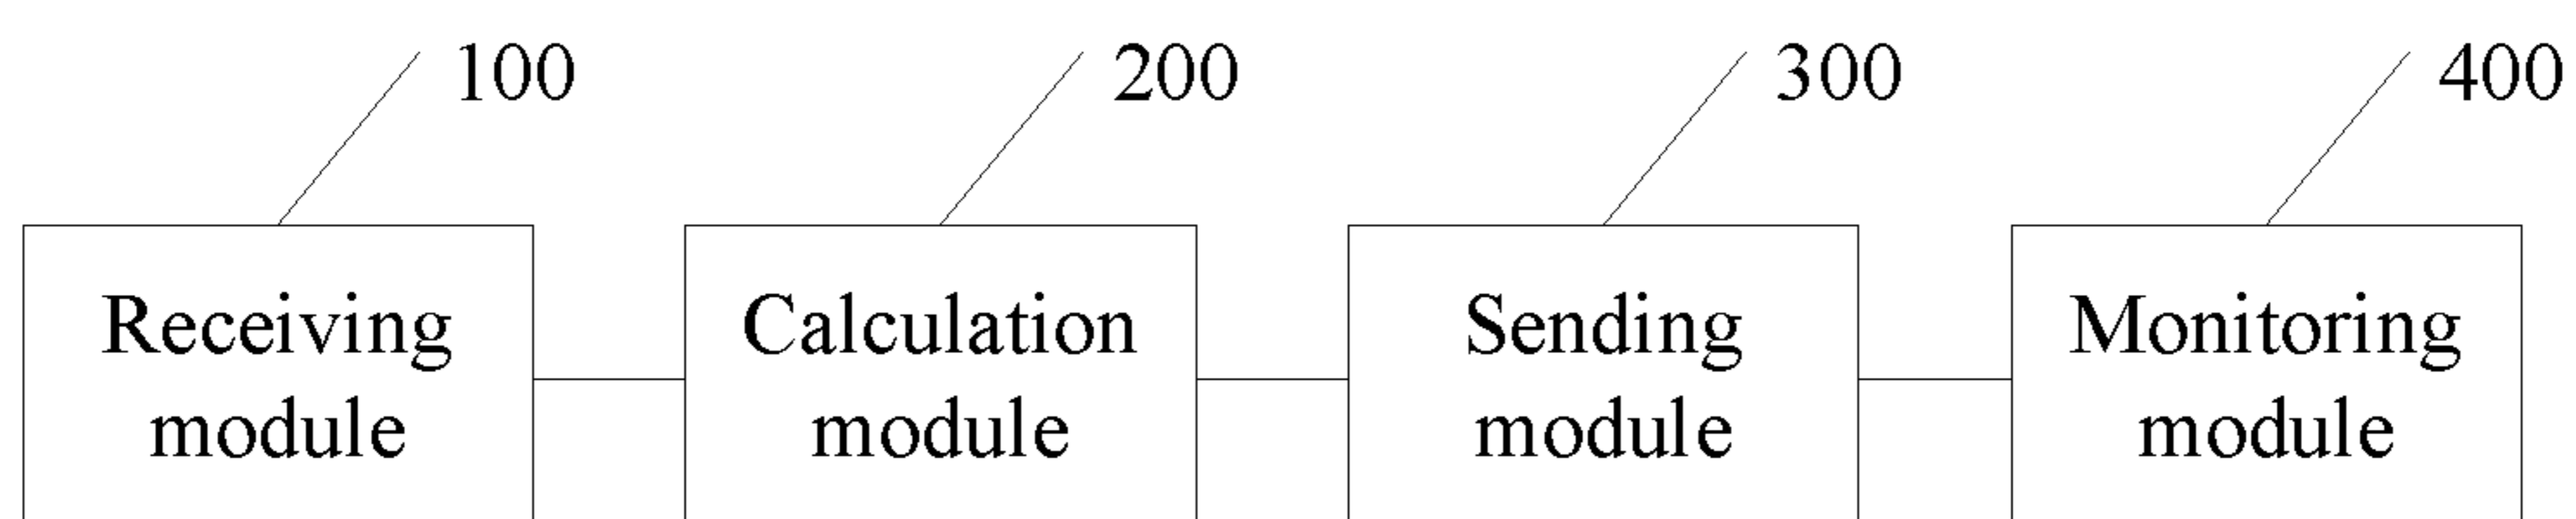 100
200
300
400
Receiving
module
Calculation
module
Sending
module
Monitoring
module